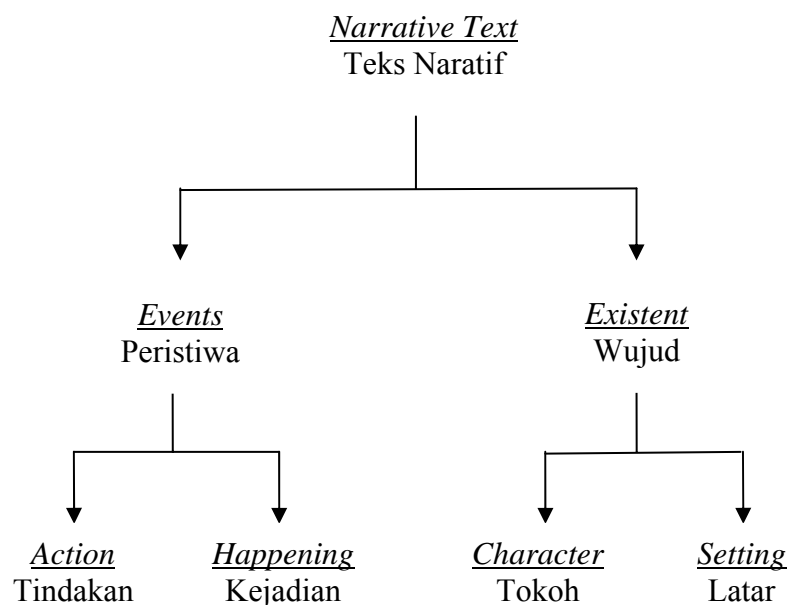 Narrative Text
Teks Naratif
Events
Peristiwa
Existent
Wujud
Action
Tindakan
Happening
Kejadian
Character
Tokoh
Setting
Latar